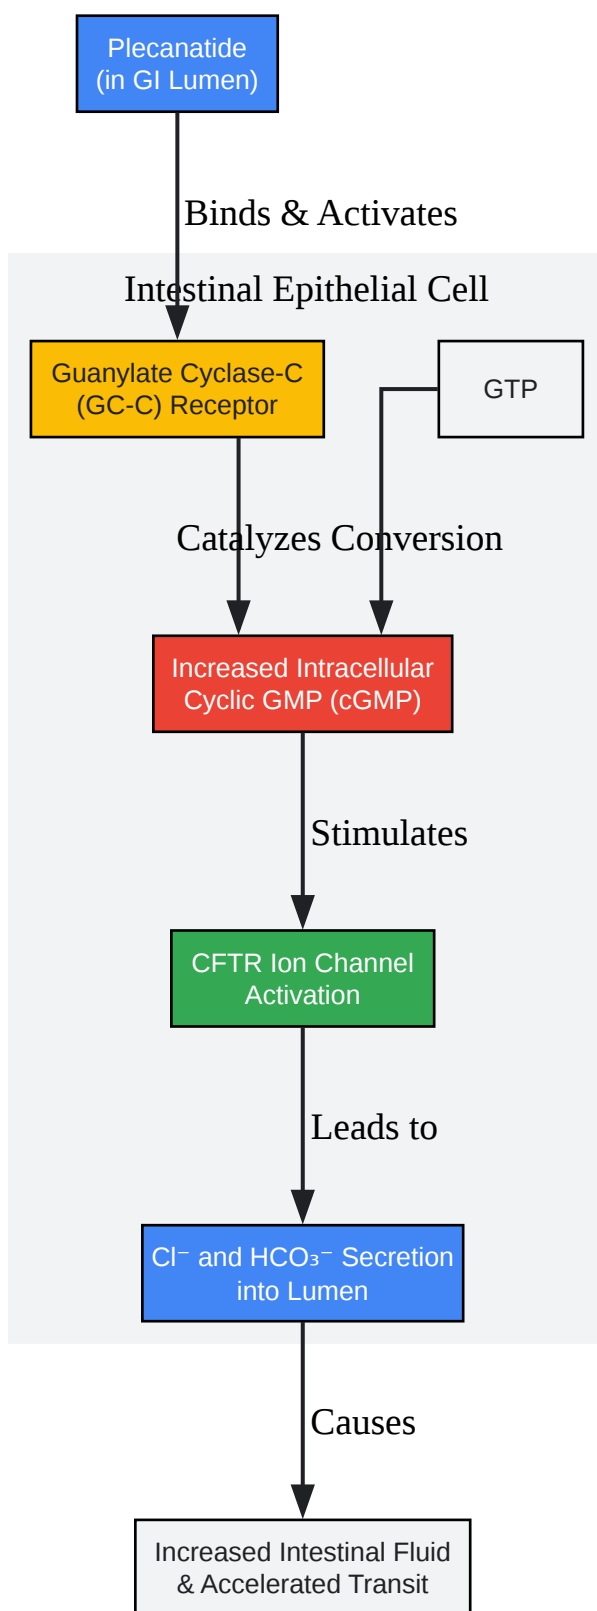 Plecanatide
(in GI Lumen)
Binds & Activates
Intestinal Epithelial Cell
Guanylate Cyclase-C
(GC-C) Receptor
GTP
Catalyzes Conversion
Increased Intracellular
Cyclic GMP (cGMP)
Stimulates
CFTR Ion Channel
Activation
Leads to
Cl⁻ and HCO₃⁻ Secretion
into Lumen
Causes
Increased Intestinal Fluid
& Accelerated Transit